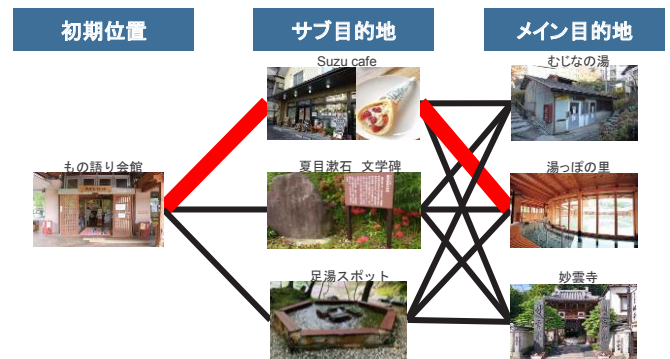 初期位置
サブ目的地
メイン目的地
Suzu cafe
むじなの湯
もの語り会館
夏目漱石 文学碑
湯っぽの里
足湯スポット
妙雲寺